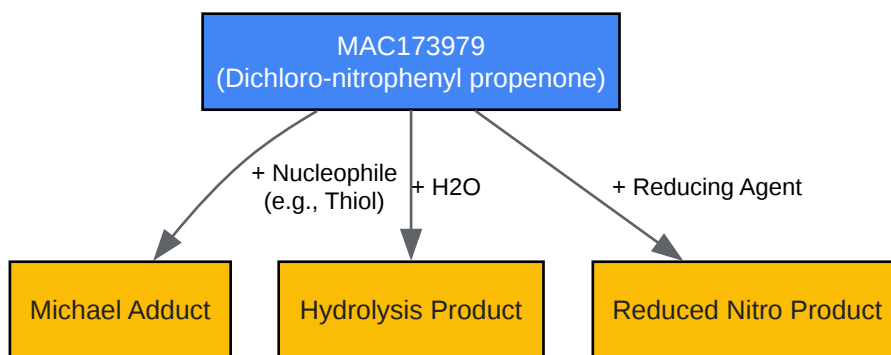 MAC173979
(Dichloro-nitrophenyl propenone)
+ Nucleophile
(e.g., Thiol)
+ H2O
+ Reducing Agent
Michael Adduct
Hydrolysis Product
Reduced Nitro Product